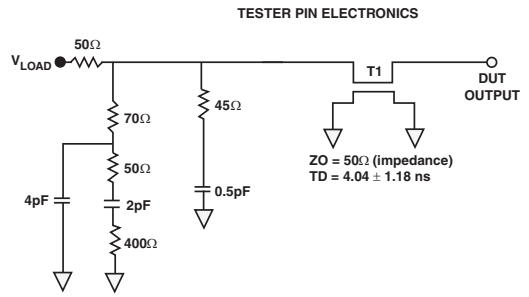 TESTER PIN ELECTRONICS
50Ω
VLOAD
T1
DUT
OUTPUT
70Ω
45Ω
50Ω
4pF
2pF
0.5pF
400Ω
ZO = 50Ω (impedance)
TD = 4.04 ± 1.18 ns